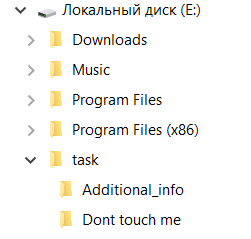 Локальный диск (E:)
Downloads
Music
Program Files
Program Files (x86)
task
Additional_info
Dont touch me